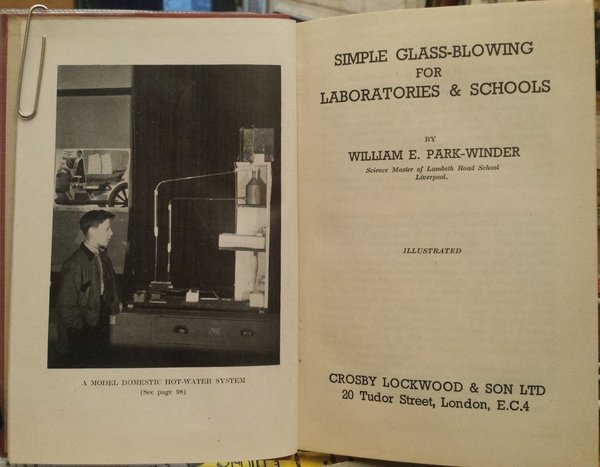 A MODEL DOMESTIC HOT-WATER SYSTEM
(See page 98)
SIMPLE GLASS-BLOWING
FOR
LABORATORIES & SCHOOLS
BY
WILLIAM E. PARK-WINDER
Science Master of Lambeth Road School
Liverpool.
ILLUSTRATED
CROSBY LOCKWOOD & SON LTD
20 Tudor Street, London, E.C.4